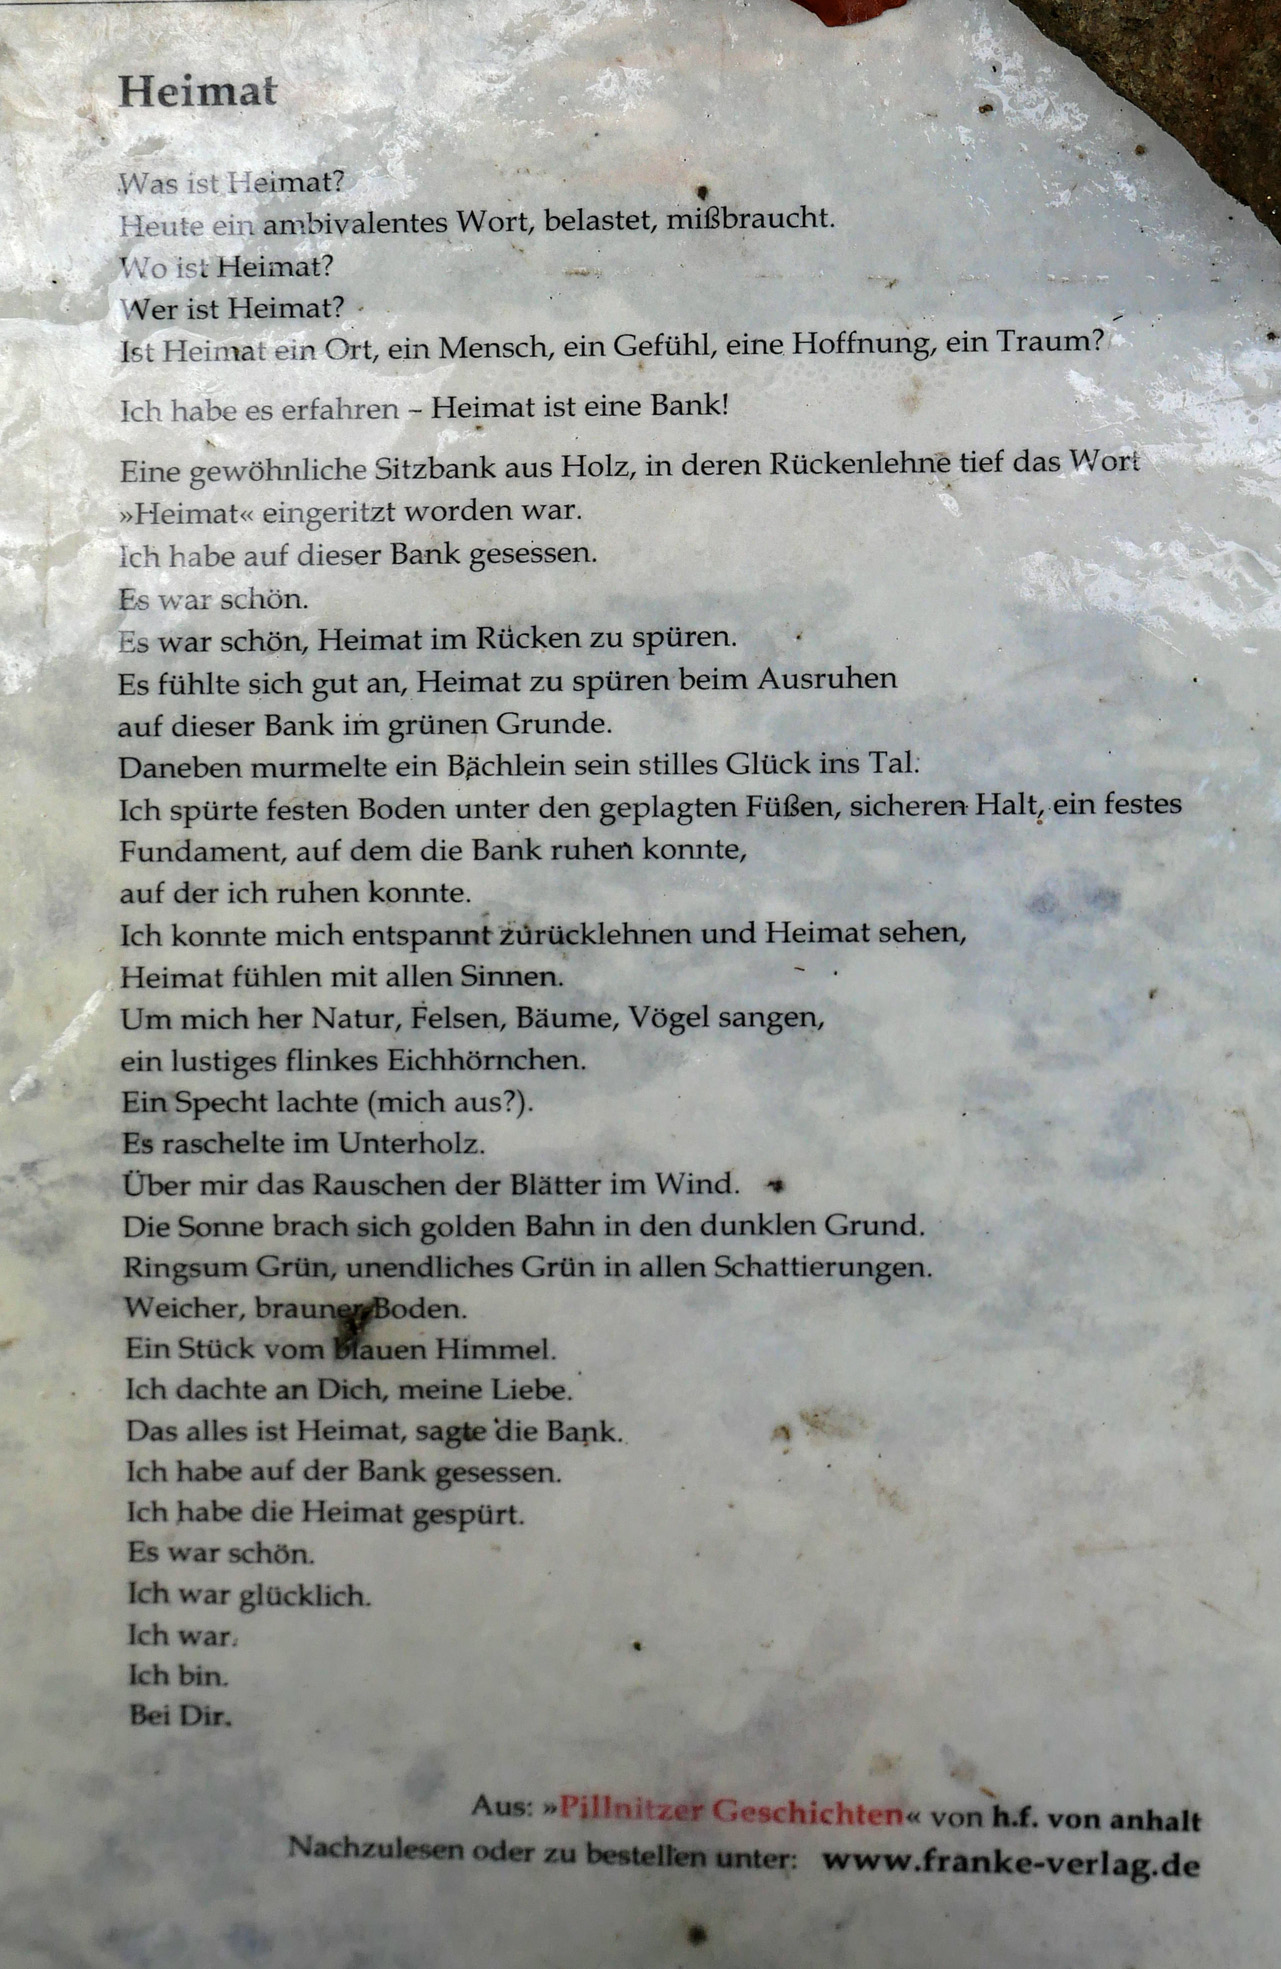 Heimat
Was ist Heimat?
Heute ein ambivalentes Wort, belastet, mißbraucht.
Wo ist Heimat?
Wer ist Heimat?
Ist Heimat ein Ort, ein Mensch, ein Gefühl, eine Hoffnung, ein Traum?
Ich habe es erfahren – Heimat ist eine Bank!
Eine gewöhnliche Sitzbank aus Holz, in deren Rückenlehne tief das Wort
»Heimat« eingeritzt worden war.
Ich habe auf dieser Bank gesessen.
Es war schön.
Es war schön, Heimat im Rücken zu spüren.
Es fühlte sich gut an, Heimat zu spüren beim Ausruhen
auf dieser Bank im grünen Grunde.
Daneben murmelte ein Bächlein sein stilles Glück ins Tal.
Ich spürte festen Boden unter den geplagten Füßen, sicheren Halt, ein festes
Fundament, auf dem die Bank ruhen konnte,
auf der ich ruhen konnte.
Ich konnte mich entspannt zurücklehnen und Heimat sehen,
Heimat fühlen mit allen Sinnen.
Um mich her Natur, Felsen, Bäume, Vögel sangen,
ein lustiges flinkes Eichhörnchen.
Ein Specht lachte (mich aus?).
Es raschelte im Unterholz.
Über mir das Rauschen der Blätter im Wind.
Die Sonne brach sich golden Bahn in den dunklen Grund.
Ringsum Grün, unendliches Grün in allen Schattierungen.
Weicher, brauner Boden.
Ein Stück vom blauen Himmel.
Ich dachte an Dich, meine Liebe.
Das alles ist Heimat, sagte die Bank.
Ich habe auf der Bank gesessen.
Ich habe die Heimat gespürt.
Es war schön.
Ich war glücklich.
Ich war.
Ich bin.
Bei Dir.
Aus: »Pillnitzer Geschichten« von h.f. von anhalt
Nachzulesen oder zu bestellen unter: www.franke-verlag.de